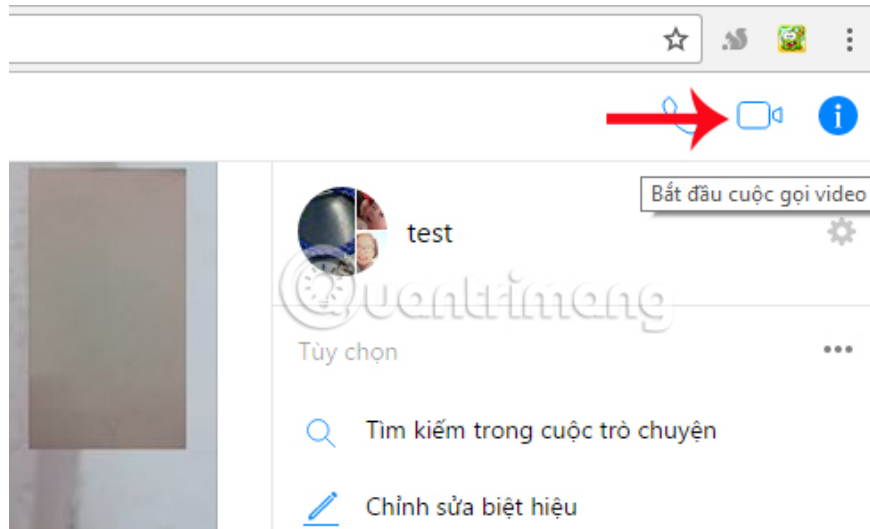 Bắt đầu cuộc gọi video
test
Quantrimang
Tùy chọn
Tìm kiếm trong cuộc trò chuyện
Chỉnh sửa biệt hiệu